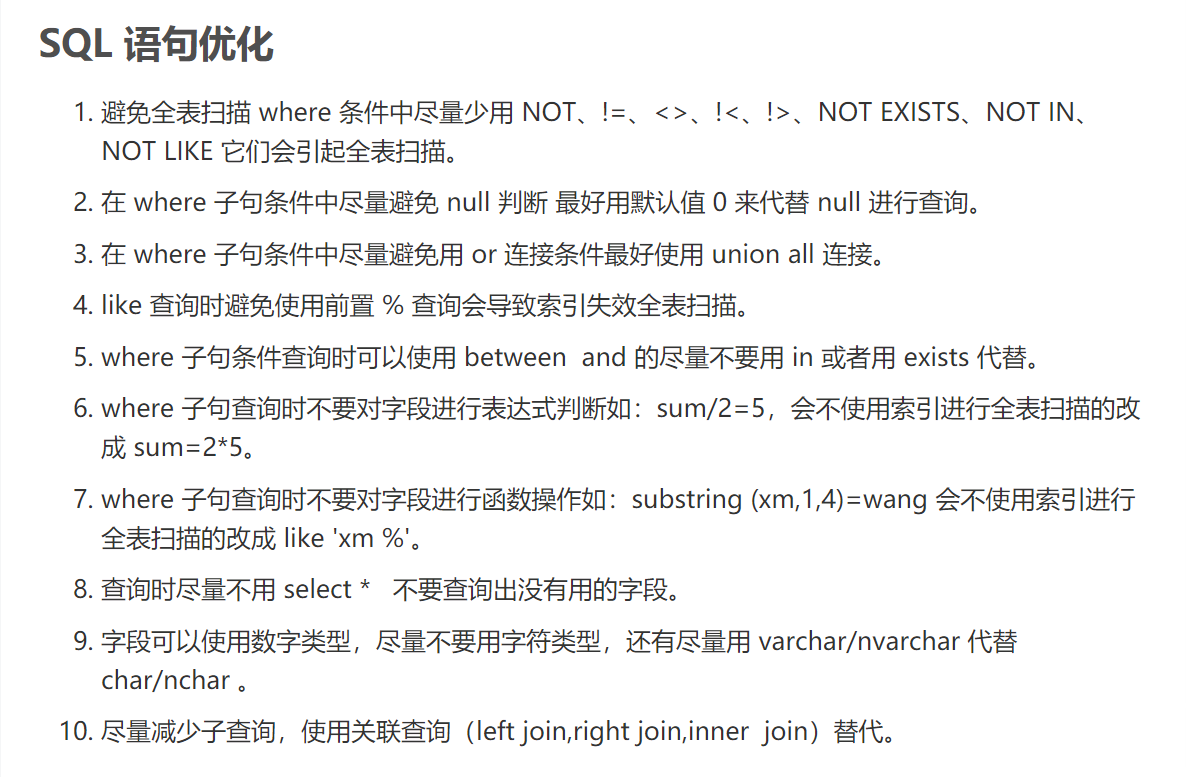 SQL 语句优化
1. 避免全表扫描 where 条件中尽量少用 NOT、!=、<>、!<、!>、NOT EXISTS、NOT IN、
NOT LIKE 它们会引起全表扫描。
2. 在 where 子句条件中尽量避免 null 判断 最好用默认值 0 来代替 null 进行查询。
3. 在 where 子句条件中尽量避免用 or 连接条件最好使用 union all 连接。
4. like 查询时避免使用前置 % 查询会导致索引失效全表扫描。
5. where 子句条件查询时可以使用 between  and 的尽量不要用 in 或者用 exists 代替。
6. where 子句查询时不要对字段进行表达式判断如：sum/2=5，会不使用索引进行全表扫描的改
成 sum=2*5。
7. where 子句查询时不要对字段进行函数操作如：substring (xm,1,4)=wang 会不使用索引进行
全表扫描的改成 like 'xm %'。
8. 查询时尽量不用 select *   不要查询出没有用的字段。
9. 字段可以使用数字类型，尽量不要用字符类型，还有尽量用 varchar/nvarchar 代替
char/nchar 。
10. 尽量减少子查询，使用关联查询（left join,right join,inner  join）替代。